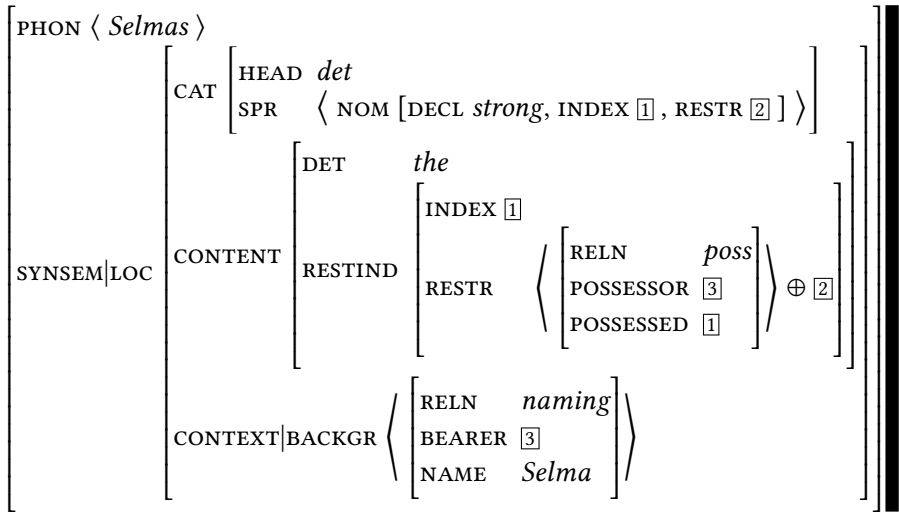 PHON ⟨ Selmas ⟩
SYNSEM|LOC
CAT
HEAD det
SPR ⟨ NOM [DECL strong, INDEX 1 , RESTR 2 ] ⟩
CONTENT
DET the
RESTIND
INDEX 1
RESTR ⟨
RELN poss
POSSESSOR 3
POSSESSED 1
⟩ ⊕ 2
CONTEXT|BACKGR ⟨
RELN naming
BEARER 3
NAME Selma
⟩